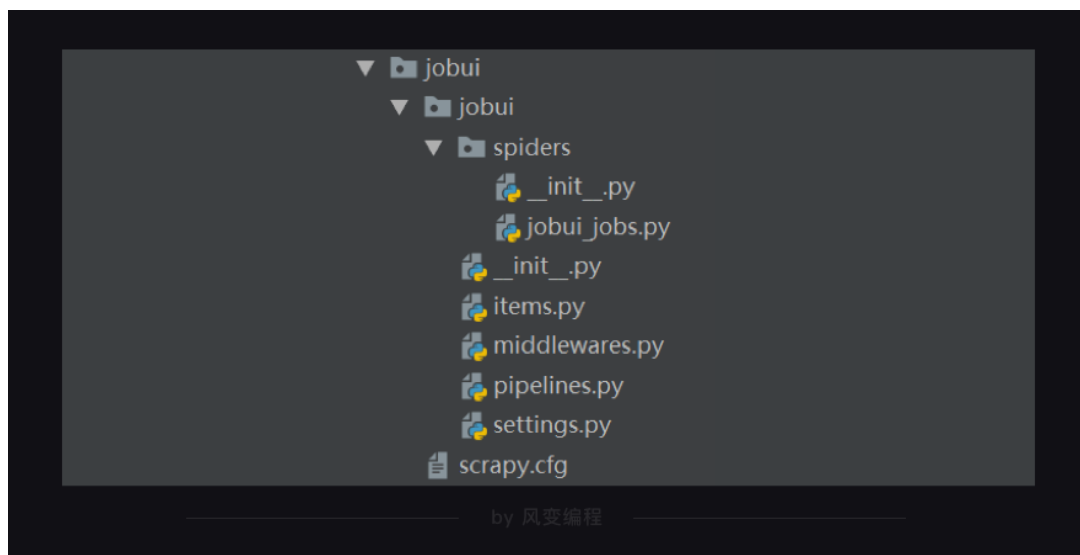 jobui
jobui
spiders
__init__.py
jobui_jobs.py
__init__.py
items.py
middlewares.py
pipelines.py
settings.py
scrapy.cfg
by 风变编程